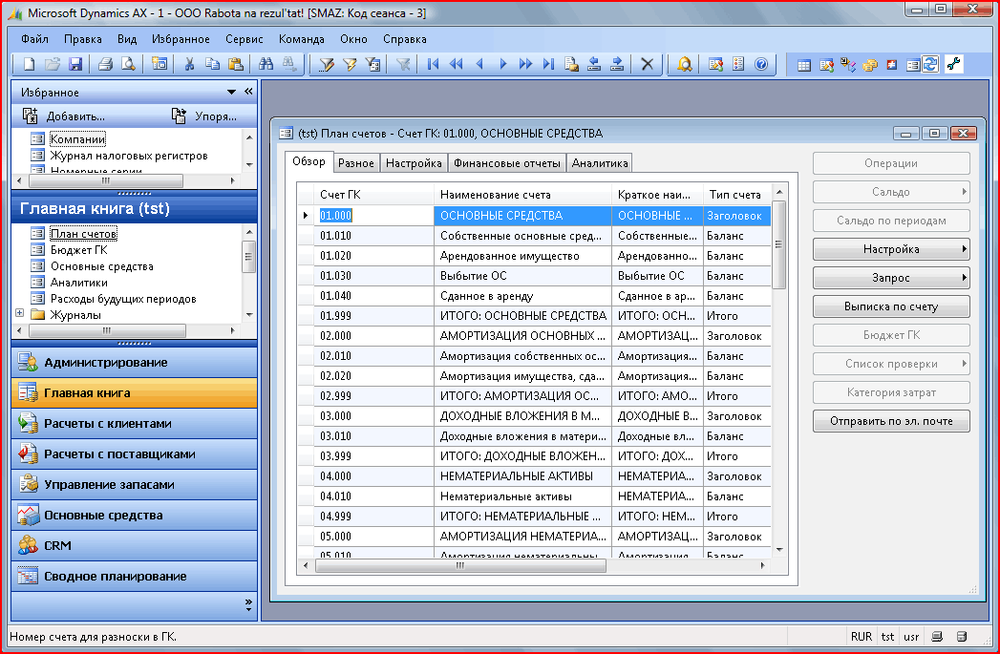 Microsoft Dynamics AX - 1 - OOO Rabota na rezul'tat! [SMAZ: Код сеанса - 3]
Файл Правка Вид Избранное Сервис Команда Окно Справка
Избранное
Добавить... Упоря...
Компании
Журнал налоговых регистров
Номерные серии
Главная книга (tst)
План счетов
Бюджет ГК
Основные средства
Аналитики
Расходы будущих периодов
Журналы
Администрирование
Главная книга
Расчеты с клиентами
Расчеты с поставщиками
Управление запасами
Основные средства
CRM
Сводное планирование
(tst) План счетов - Счет ГК: 01.000, ОСНОВНЫЕ СРЕДСТВА
Обзор Разное Настройка Финансовые отчеты Аналитика
Счет ГК Наименование счета Краткое наи... Тип счета
01.000 ОСНОВНЫЕ СРЕДСТВА ОСНОВНЫЕ ... Заголовок
01.010 Собственные основные сред... Собственные... Баланс
01.020 Арендованное имущество Арендованно... Баланс
01.030 Выбытие ОС Выбытие ОС Баланс
01.040 Сданное в аренду Сданное в ар... Баланс
01.999 ИТОГО: ОСНОВНЫЕ СРЕДСТВА ИТОГО: ОСН... Итого
02.000 АМОРТИЗАЦИЯ ОСНОВНЫХ ... АМОРТИЗАЦ... Заголовок
02.010 Амортизация собственных ос... Амортизация... Баланс
02.020 Амортизация имущества, сда... Амортизация... Баланс
02.999 ИТОГО: АМОРТИЗАЦИЯ ОС... ИТОГО: АМО... Итого
03.000 ДОХОДНЫЕ ВЛОЖЕНИЯ В М... ДОХОДНЫЕ В... Заголовок
03.010 Доходные вложения в матери... Доходные вл... Баланс
03.999 ИТОГО: ДОХОДНЫЕ ВЛОЖЕН... ИТОГО: ДОХ... Итого
04.000 НЕМАТЕРИАЛЬНЫЕ АКТИВЫ НЕМАТЕРИА... Заголовок
04.010 Нематериальные активы НЕМАТЕРИА... Баланс
04.999 ИТОГО: НЕМАТЕРИАЛЬНЫЕ ... ИТОГО: НЕМ... Итого
05.000 АМОРТИЗАЦИЯ НЕМАТЕРИА... АМОРТИЗАЦ... Заголовок
05.010 Амортизация нематериальны... Амортизация... Баланс
Операции
Сальдо
Сальдо по периодам
Настройка
Запрос
Выписка по счету
Бюджет ГК
Список проверки
Категория затрат
Отправить по эл. почте
Номер счета для разноски в ГК. RUR tst usr